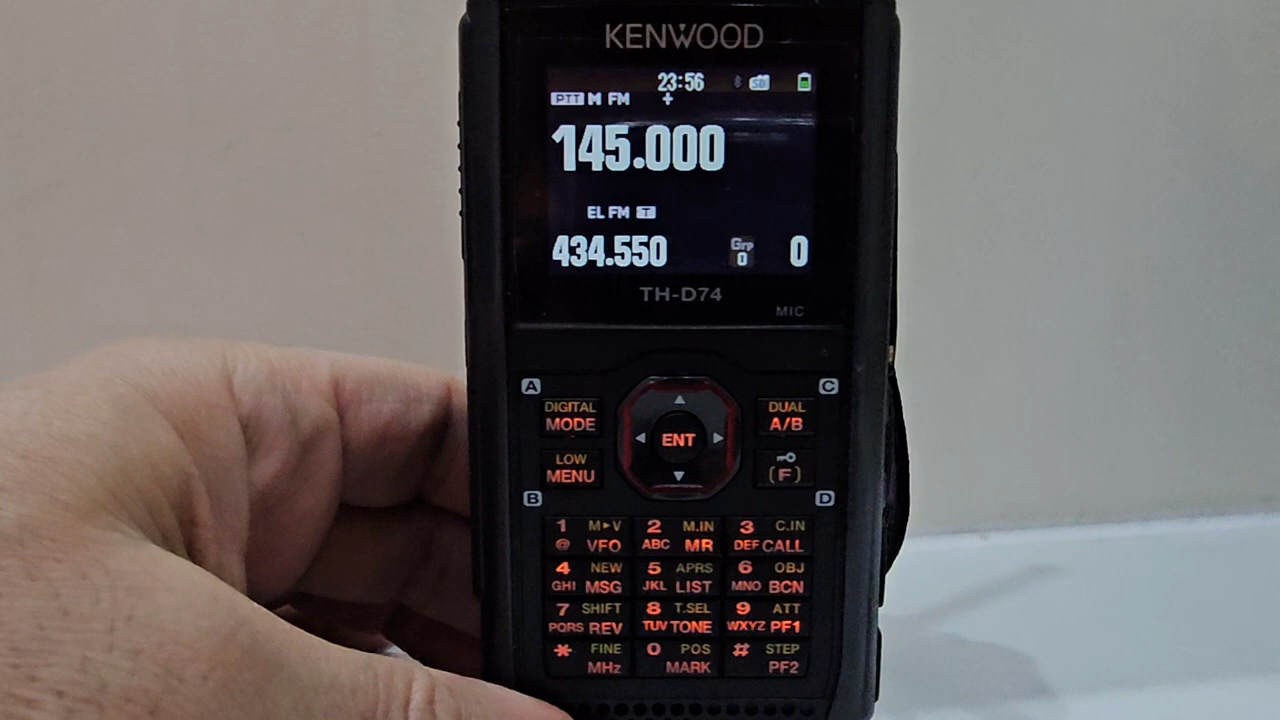 KENWOOD
23:56 SD
PTT M FM +
145.000
EL FM T
434.550 Grp 0 0
TH-D74
MIC
A C
DIGITAL DUAL
MODE ENT A/B
LOW
MENU (F)
B D
1 M▸V 2 M.IN 3 C.IN
@ VFO ABC MR DEF CALL
4 NEW 5 APRS 6 OBJ
GHI MSG JKL LIST MNO BCN
7 SHIFT 8 T.SEL 9 ATT
PQRS REV TUV TONE WXYZ PF1
* FINE 0 POS # STEP
MHz MARK PF2